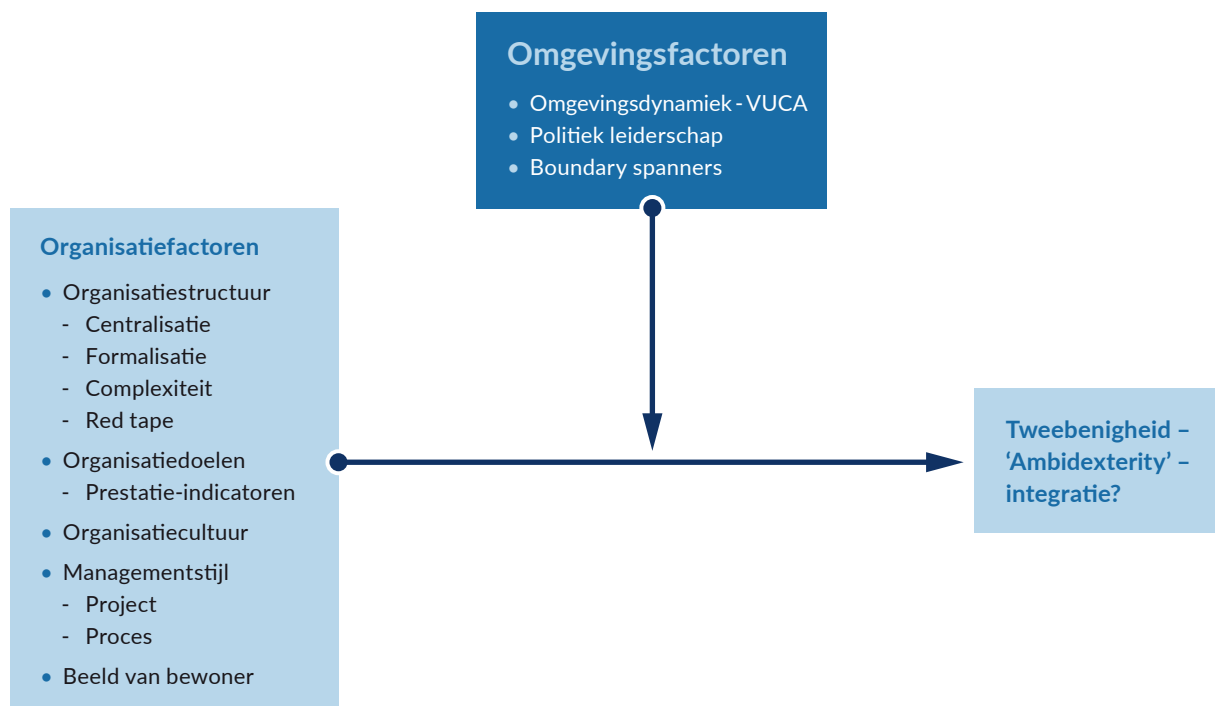 Omgevingsfactoren
• Omgevingsdynamiek - VUCA
• Politiek leiderschap
• Boundary spanners
Organisatiefactoren
• Organisatiestructuur
- Centralisatie
- Formalisatie
- Complexiteit
- Red tape
• Organisatiedoelen
- Prestatie-indicatoren
• Organisatiecultuur
• Managementstijl
- Project
- Proces
• Beeld van bewoner
Tweebenigheid –
‘Ambidexterity’ –
integratie?